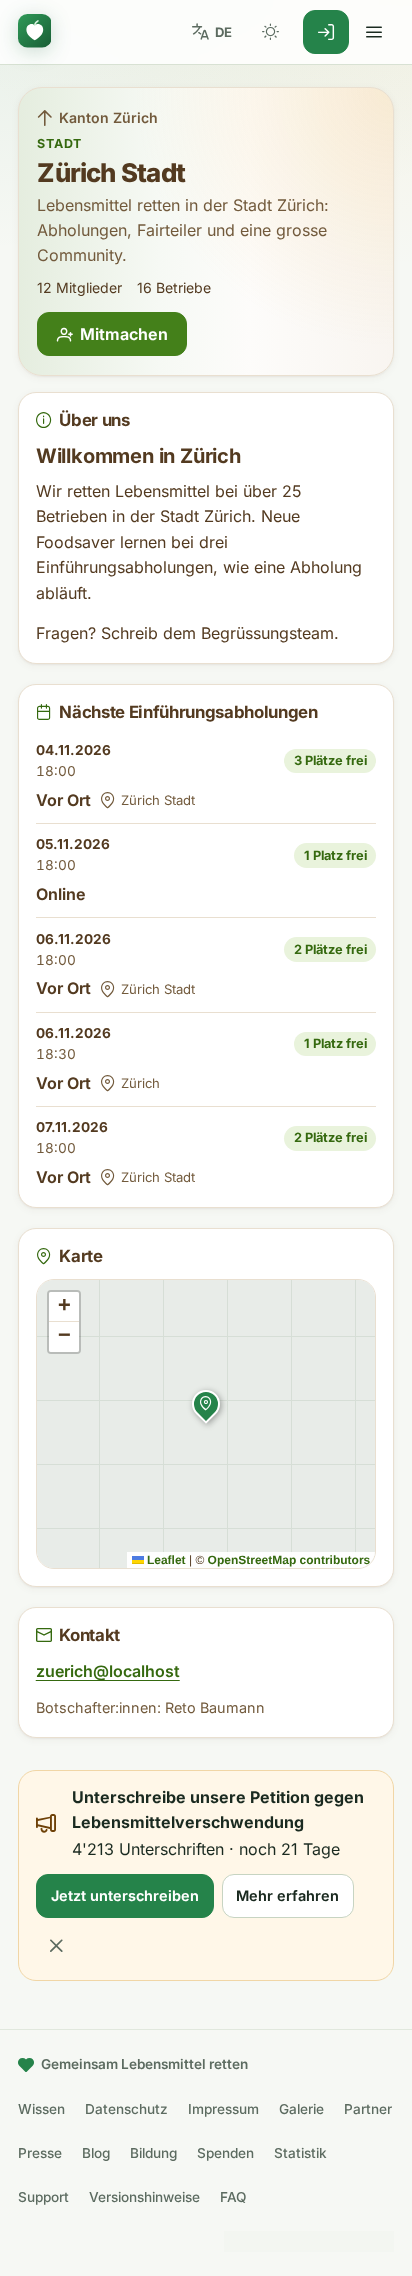 DE
Kanton Zürich
STADT
Zürich Stadt
Lebensmittel retten in der Stadt Zürich:
Abholungen, Fairteiler und eine grosse
Community.
12 Mitglieder 16 Betriebe
Mitmachen
Über uns
Willkommen in Zürich
Wir retten Lebensmittel bei über 25
Betrieben in der Stadt Zürich. Neue
Foodsaver lernen bei drei
Einführungsabholungen, wie eine Abholung
abläuft.
Fragen? Schreib dem Begrüssungsteam.
Nächste Einführungsabholungen
04.11.2026
18:00
3 Plätze frei
Vor Ort Zürich Stadt
05.11.2026
18:00
1 Platz frei
Online
06.11.2026
18:00
2 Plätze frei
Vor Ort Zürich Stadt
06.11.2026
18:30
1 Platz frei
Vor Ort Zürich
07.11.2026
18:00
2 Plätze frei
Vor Ort Zürich Stadt
Karte
+
−
Leaflet | © OpenStreetMap contributors
Kontakt
zuerich@localhost
Botschafter:innen: Reto Baumann
Unterschreibe unsere Petition gegen
Lebensmittelverschwendung
4'213 Unterschriften · noch 21 Tage
Jetzt unterschreiben Mehr erfahren
Gemeinsam Lebensmittel retten
Wissen Datenschutz Impressum Galerie Partner
Presse Blog Bildung Spenden Statistik
Support Versionshinweise FAQ